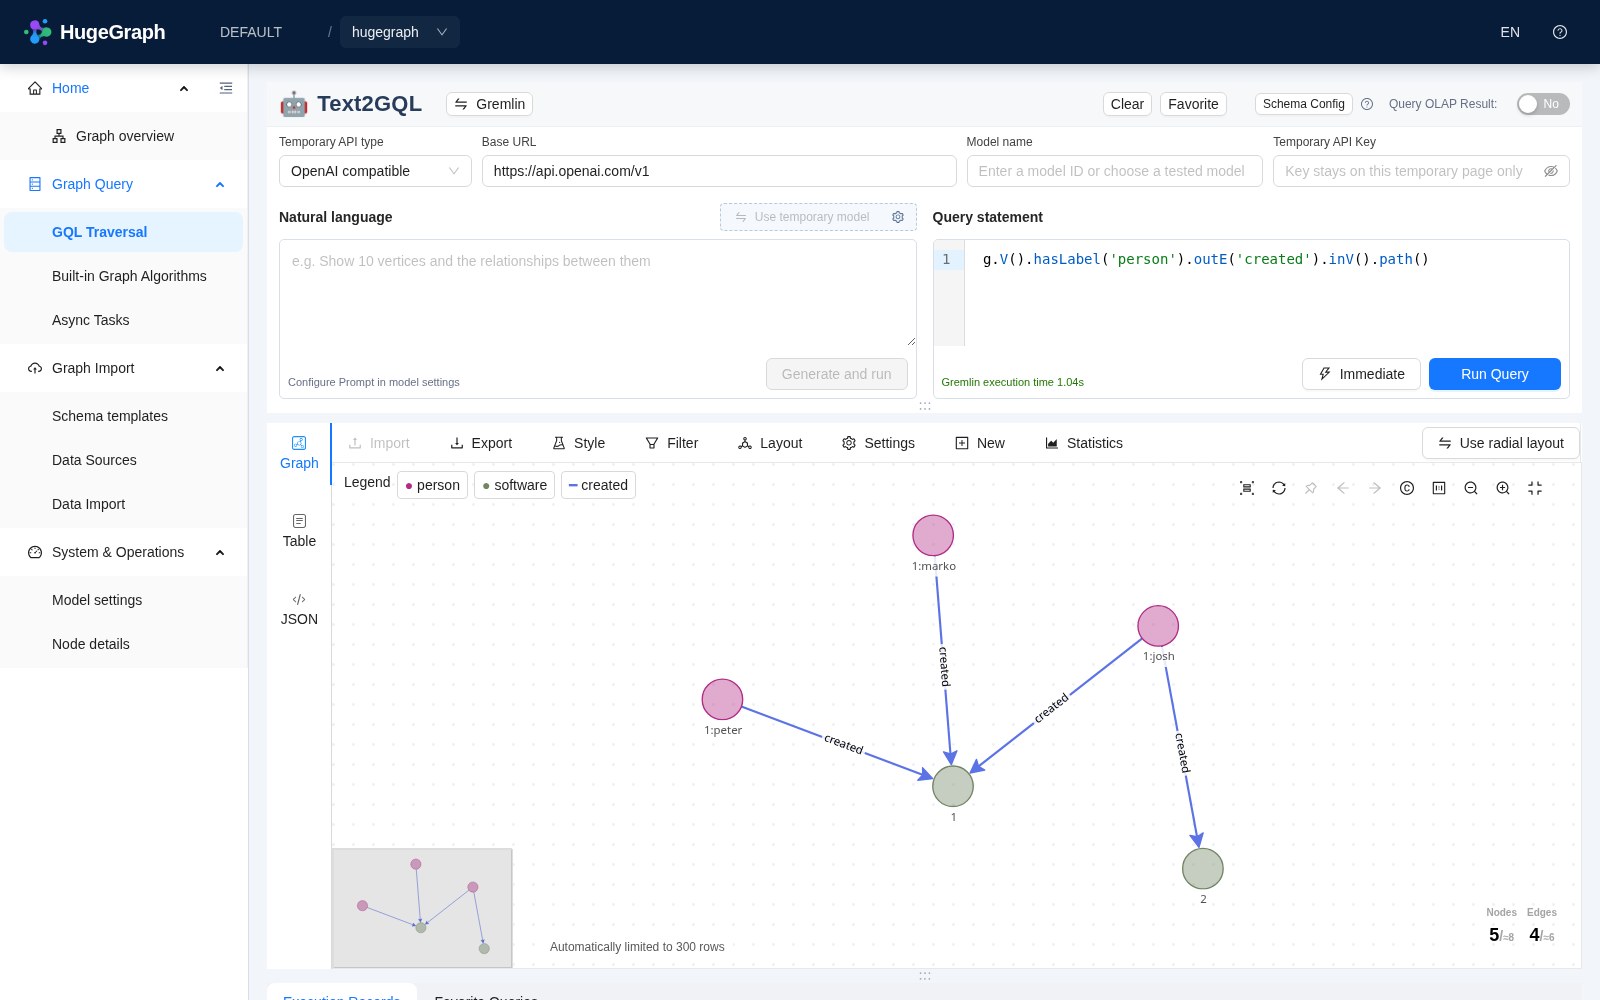 HugeGraph
DEFAULT / hugegraph
EN
Home
Graph overview
Graph Query
GQL Traversal
Built-in Graph Algorithms
Async Tasks
Graph Import
Schema templates
Data Sources
Data Import
System & Operations
Model settings
Node details
Text2GQL
Gremlin
Clear
Favorite
Schema Config
Query OLAP Result:
No
Temporary API type
OpenAI compatible
Base URL
https://api.openai.com/v1
Model name
Enter a model ID or choose a tested model
Temporary API Key
Key stays on this temporary page only
Natural language
Use temporary model
e.g. Show 10 vertices and the relationships between them
Configure Prompt in model settings
Generate and run
Query statement
1 g.V().hasLabel('person').outE('created').inV().path()
Gremlin execution time 1.04s
Immediate
Run Query
Graph
Table
JSON
Import
Export
Style
Filter
Layout
Settings
New
Statistics
Use radial layout
Legend
person
software
created
1:marko
1:josh
1:peter
created
created
created
created
1
2
Automatically limited to 300 rows
Nodes Edges
5/≈8 4/≈6
Execution Records
Favorite Queries